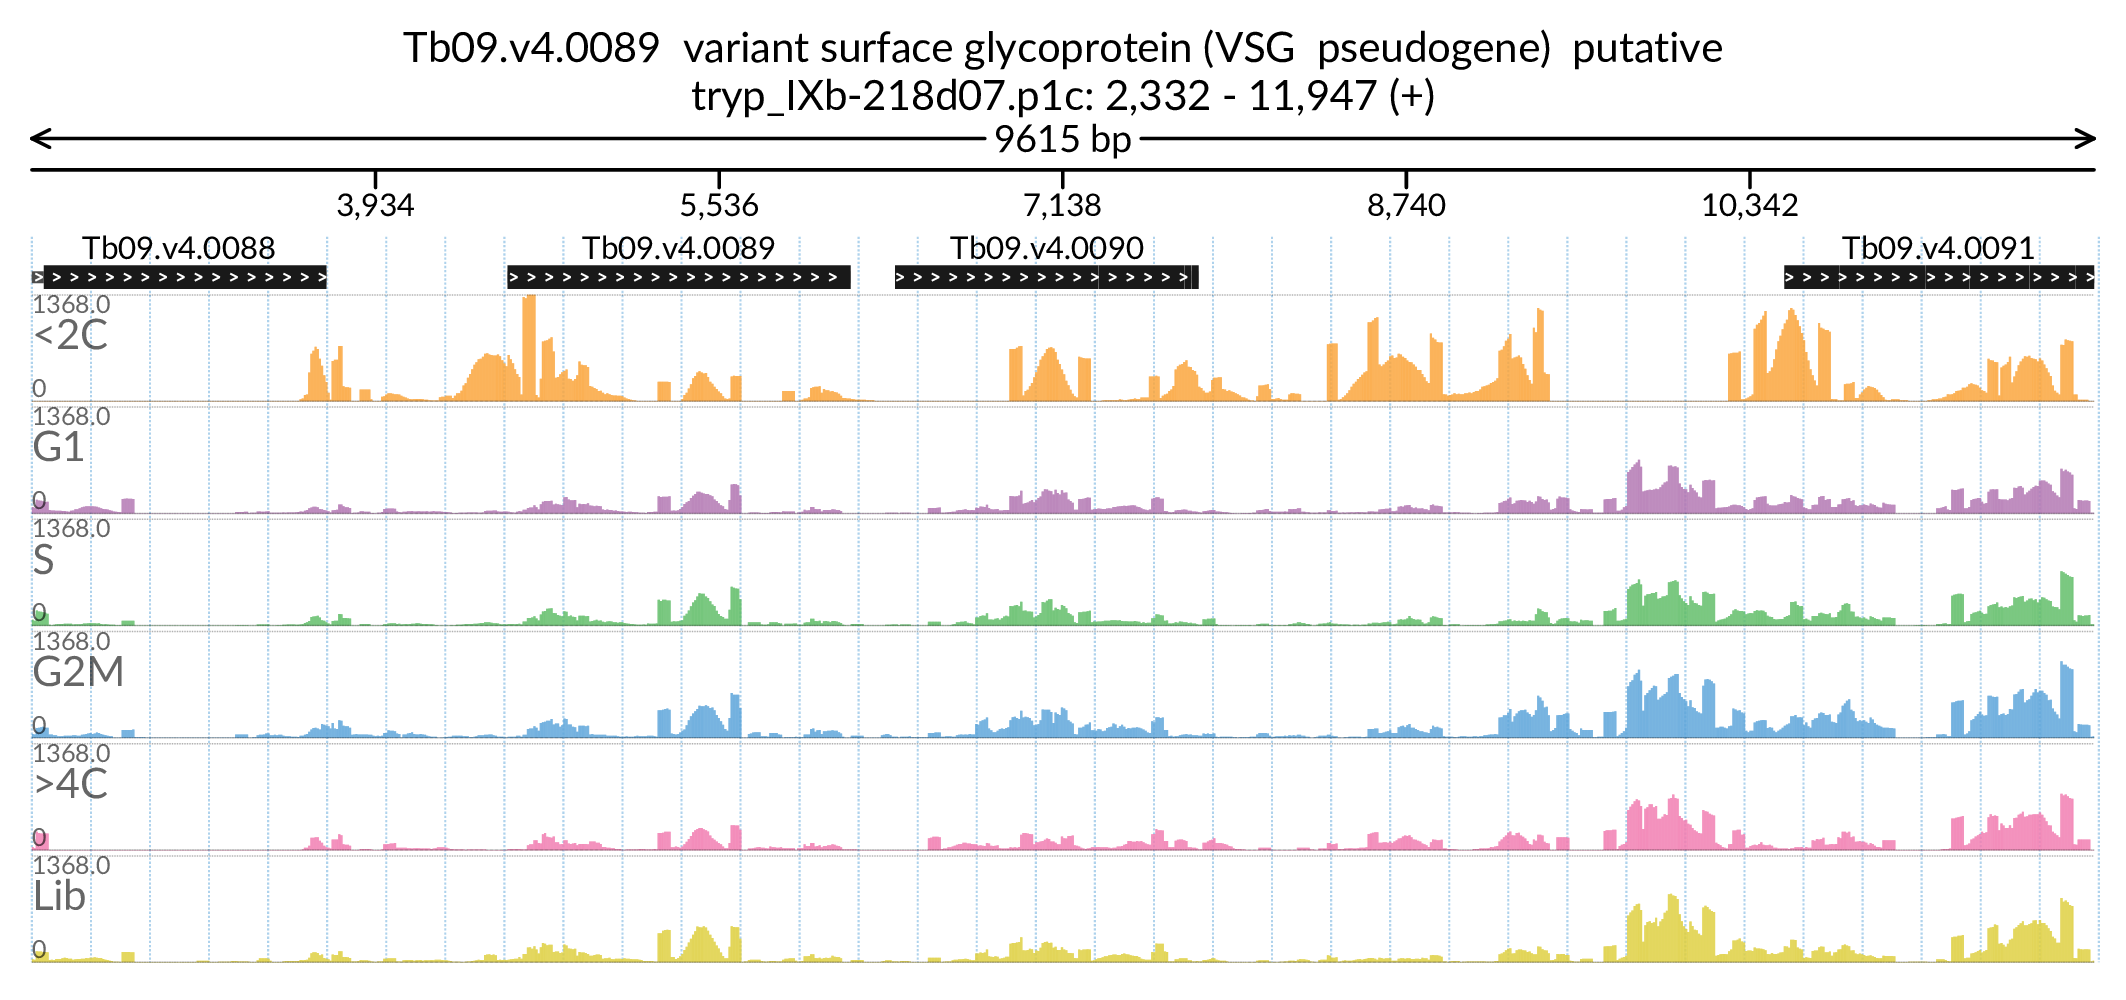 Tb09.v4.0089  variant surface glycoprotein (VSG  pseudogene)  putative
tryp_IXb-218d07.p1c: 2,332 - 11,947 (+)
9615 bp
3,934 5,536 7,138 8,740 10,342
Tb09.v4.0088 Tb09.v4.0089 Tb09.v4.0090 Tb09.v4.0091
1368.0
<2C
0
1368.0
G1
0
1368.0
S
0
1368.0
G2M
0
1368.0
>4C
0
1368.0
Lib
0